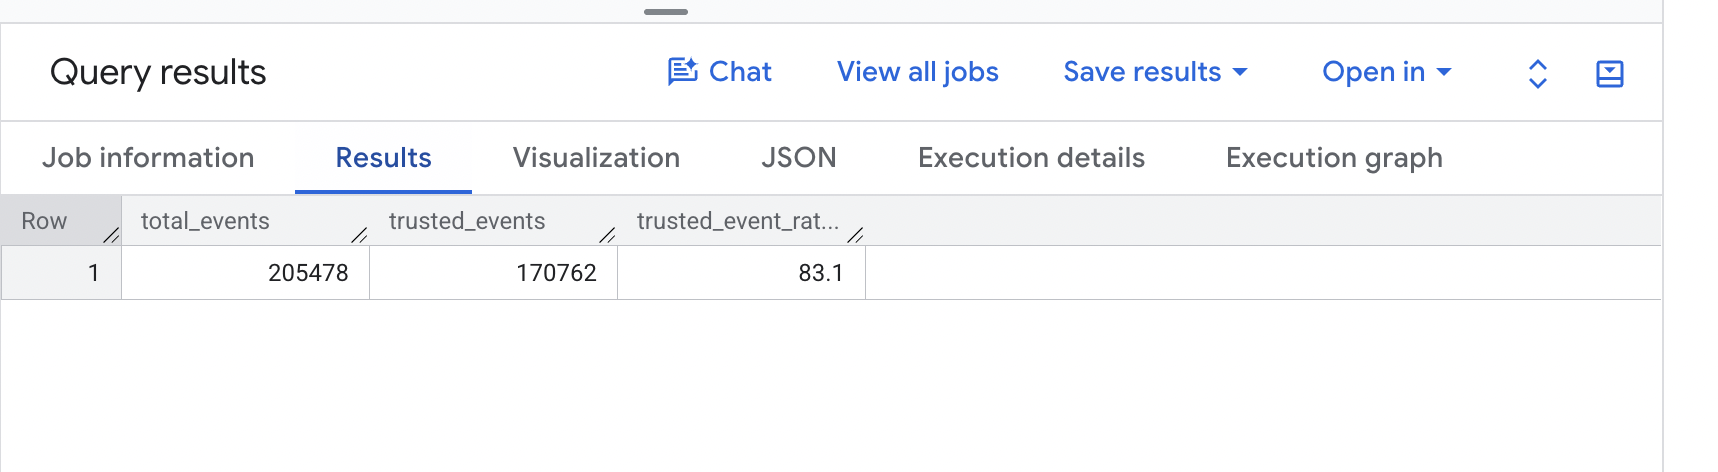 Query results Chat View all jobs Save results Open in
Job information Results Visualization JSON Execution details Execution graph
Row total_events trusted_events trusted_event_rat...
1 205478 170762 83.1